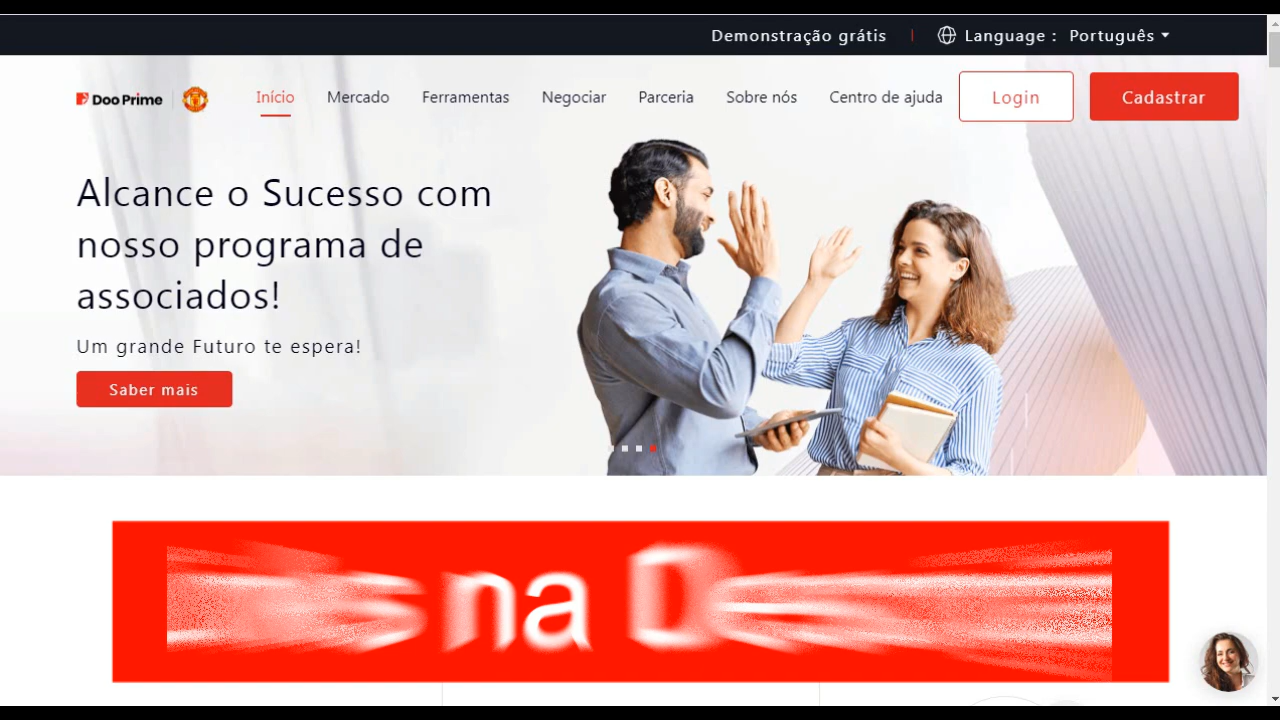 Demonstração grátis | Language : Português
Doo Prime
Início Mercado Ferramentas Negociar Parceria Sobre nós Centro de ajuda Login Cadastrar
Alcance o Sucesso com
nosso programa de
associados!
Um grande Futuro te espera!
Saber mais
na